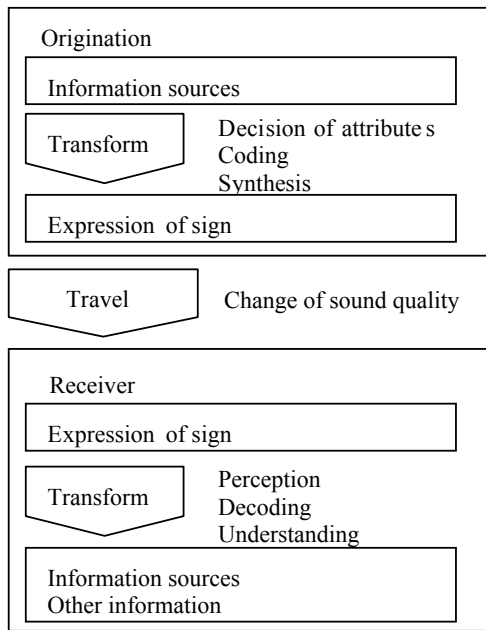 Origination
Information sources
Transform
Decision of attributes
Coding
Synthesis
Expression of sign
Travel
Change of sound quality
Receiver
Expression of sign
Transform
Perception
Decoding
Understanding
Information sources
Other information